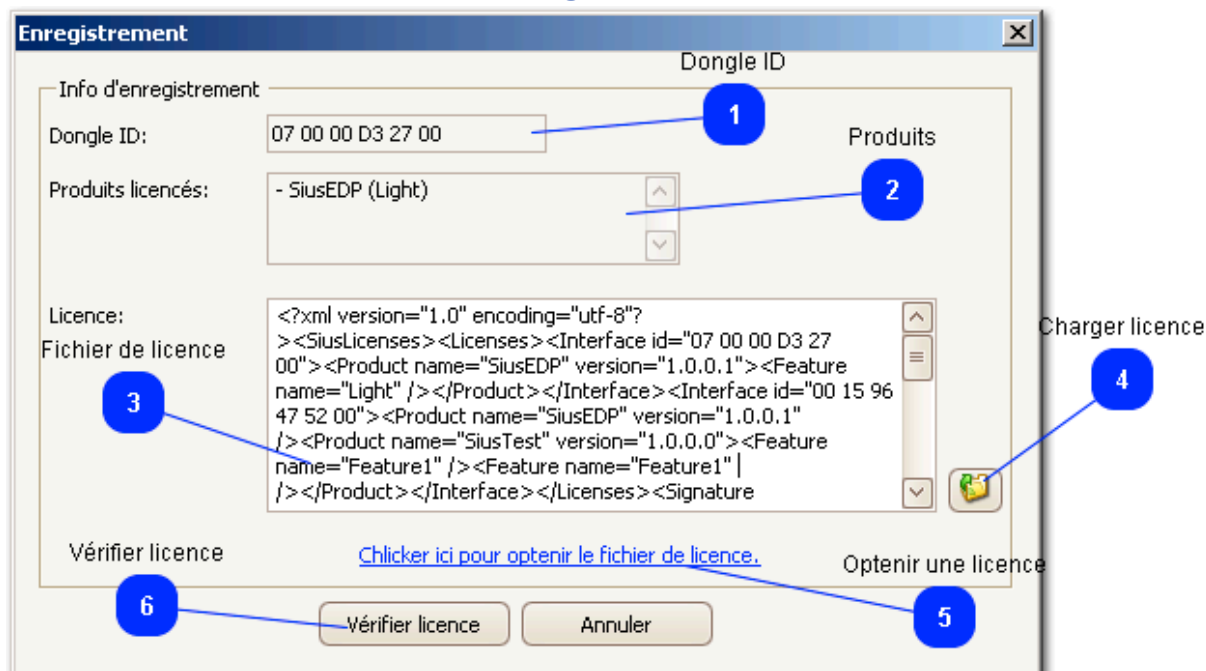 Enregistrement
Dongle ID
Info d'enregistrement
1
Dongle ID:
07 00 00 D3 27 00
Produits
Produits licencés:
- SiusEDP (Light)
2
Licence:
<?xml version="1.0" encoding="utf-8"?
><SiusLicenses><Licenses><Interface id="07 00 00 D3 27
00"><Product name="SiusEDP" version="1.0.0.1"><Feature
name="Light" /></Product></Interface><Interface id="00 15 96
47 52 00"><Product name="SiusEDP" version="1.0.0.1"
/><Product name="SiusTest" version="1.0.0.0"><Feature
name="Feature1" /><Feature name="Feature1"
/></Product></Interface></Licenses><Signature
Fichier de licence
3
Charger licence
4
Vérifier licence
Chlicker ici pour optenir le fichier de licence.
Optenir une licence
6
5
Vérifier licence
Annuler